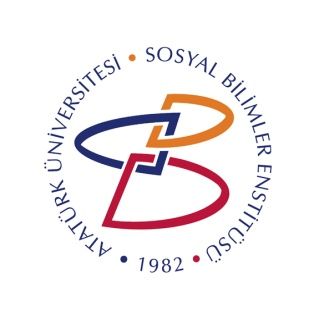 ATATÜRK ÜNİVERSİTESİ • SOSYAL BİLİMLER ENSTİTÜSÜ
• 1982 •